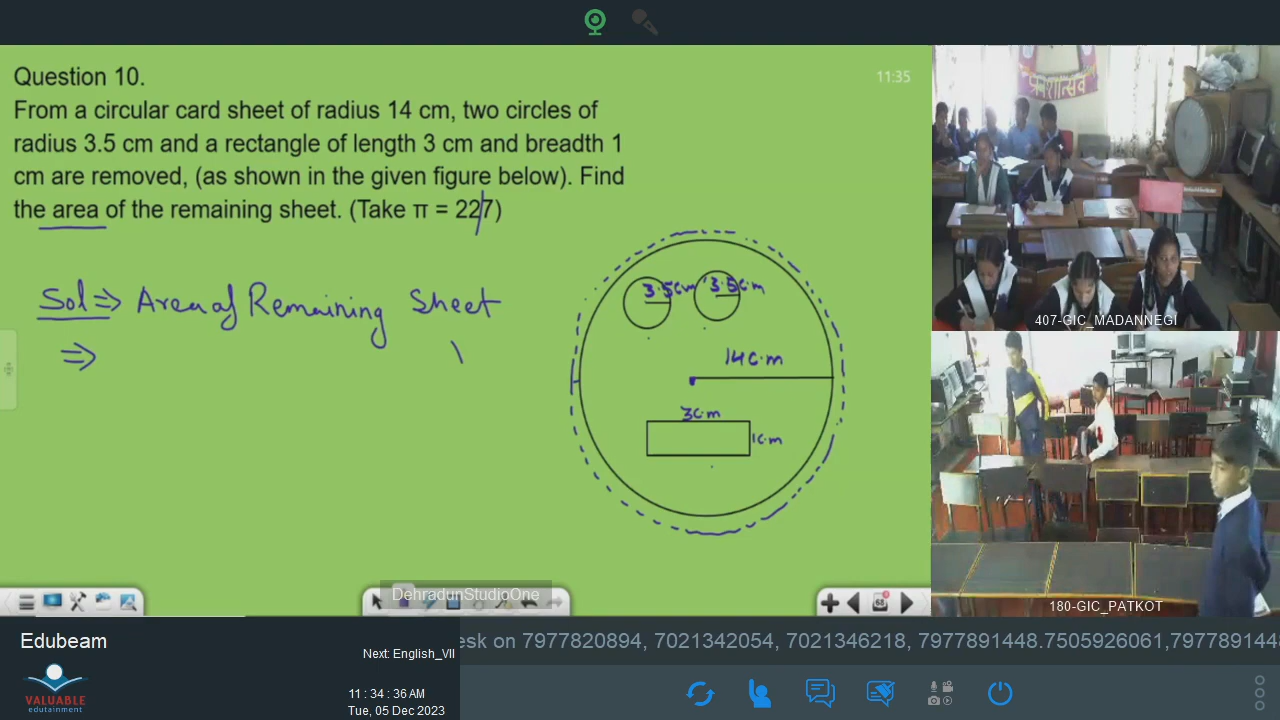 Question 10.
11:35
From a circular card sheet of radius 14 cm, two circles of
radius 3.5 cm and a rectangle of length 3 cm and breadth 1
cm are removed, (as shown in the given figure below). Find
the area of the remaining sheet. (Take π = 22/7)
Sol ⇒ Area of Remaining Sheet
⇒
3.5cm 3.5cm
14c·m
3cm
1cm
DehradunStudioOne
68
407-GIC_MADANNEGI
180-GIC_PATKOT
Edubeam
esk on 7977820894, 7021342054, 7021346218, 7977891448.7505926061,797789144
Next: English_VII
VALUABLE
edutainment
11 : 34 : 36 AM
Tue, 05 Dec 2023